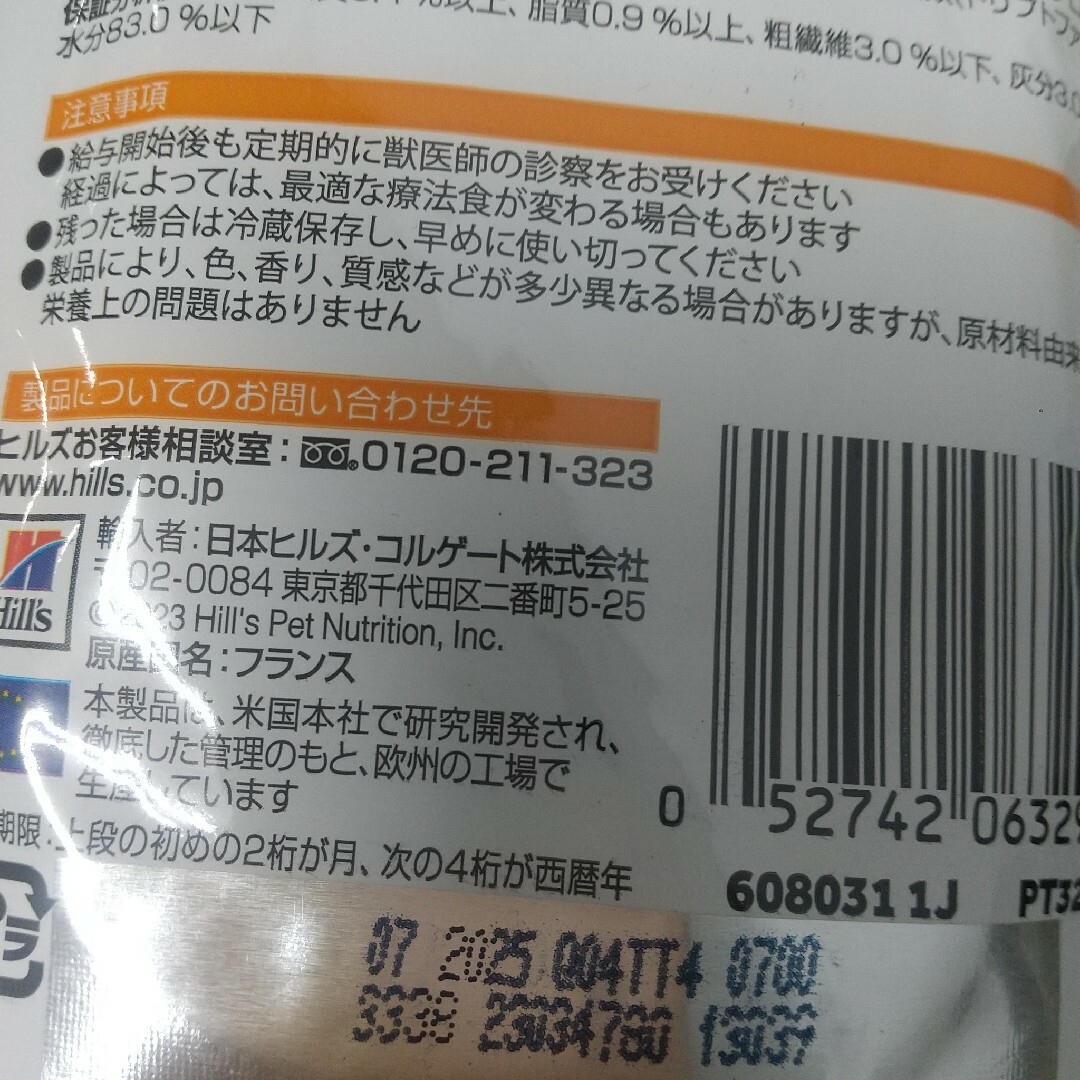 %以上、脂質0.9 %以上、粗繊維3.0 %以下、灰分3.0
水分83.0 %以下
注意事項
●給与開始後も定期的に獣医師の診察をお受けください
経過によっては、最適な療法食が変わる場合もあります
●残った場合は冷蔵保存し、早めに使い切ってください
●製品により、色、香り、質感などが多少異なる場合がありますが、原材料由来
栄養上の問題はありません
製品についてのお問い合わせ先
ヒルズお客様相談室:0120-211-323
www.hills.co.jp
Hill's
輸入者:日本ヒルズ・コルゲート株式会社
〒102-0084 東京都千代田区二番町5-25
©2023 Hill's Pet Nutrition, Inc.
原産国名:フランス
本製品は、米国本社で研究開発され、
徹底した管理のもと、欧州の工場で
生産しています
期限:上段の初めの2桁が月、次の4桁が西暦年
0 52742 06329
6080311J PT32
07 2025 Q04TT4 0700
3338 23034780